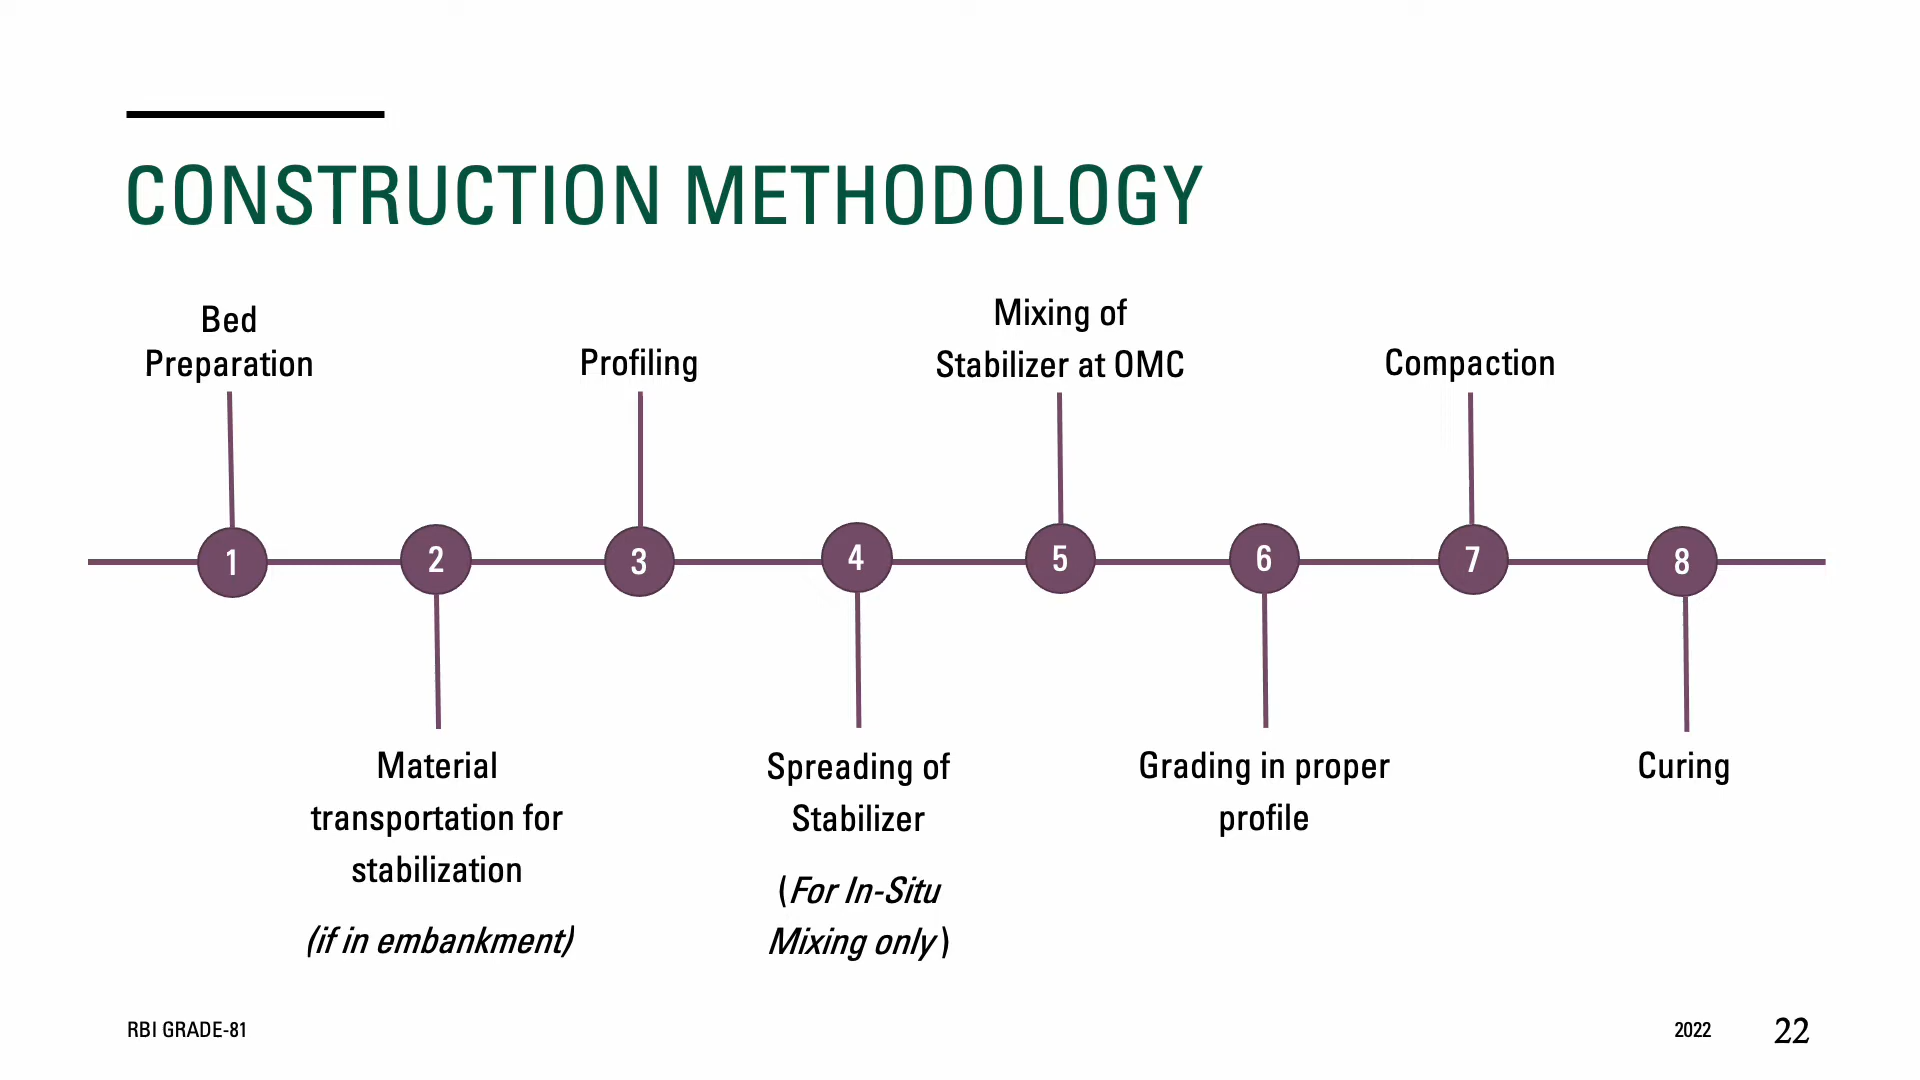 CONSTRUCTION METHODOLOGY
Bed
Preparation
Profiling
Mixing of
Stabilizer at OMC
Compaction
1
2
3
4
5
6
7
8
Material
transportation for
stabilization
(if in embankment)
Spreading of
Stabilizer
(For In-Situ
Mixing only)
Grading in proper
profile
Curing
RBI GRADE-81
2022
22